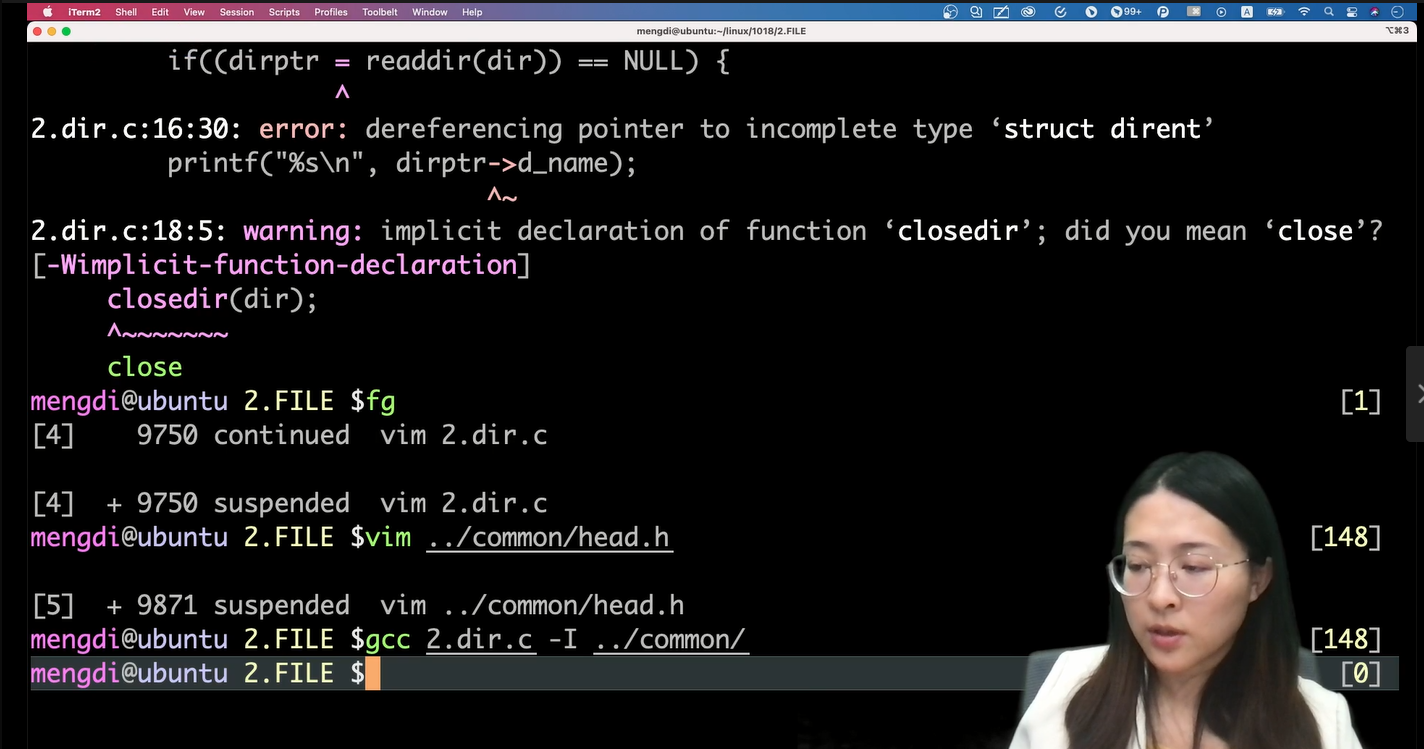 iTerm2 Shell Edit View Session Scripts Profiles Toolbelt Window Help 99+ A
mengdi@ubuntu:~/linux/1018/2.FILE ⌥⌘3
if((dirptr = readdir(dir)) == NULL) {
^
2.dir.c:16:30: error: dereferencing pointer to incomplete type ‘struct dirent’
printf("%s\n", dirptr->d_name);
^~
2.dir.c:18:5: warning: implicit declaration of function ‘closedir’; did you mean ‘close’?
[-Wimplicit-function-declaration]
closedir(dir);
^~~~~~~~
close
mengdi@ubuntu 2.FILE $fg [1]
[4]    9750 continued  vim 2.dir.c
[4]  + 9750 suspended  vim 2.dir.c
mengdi@ubuntu 2.FILE $vim ../common/head.h [148]
[5]  + 9871 suspended  vim ../common/head.h
mengdi@ubuntu 2.FILE $gcc 2.dir.c -I ../common/ [148]
mengdi@ubuntu 2.FILE $ [0]